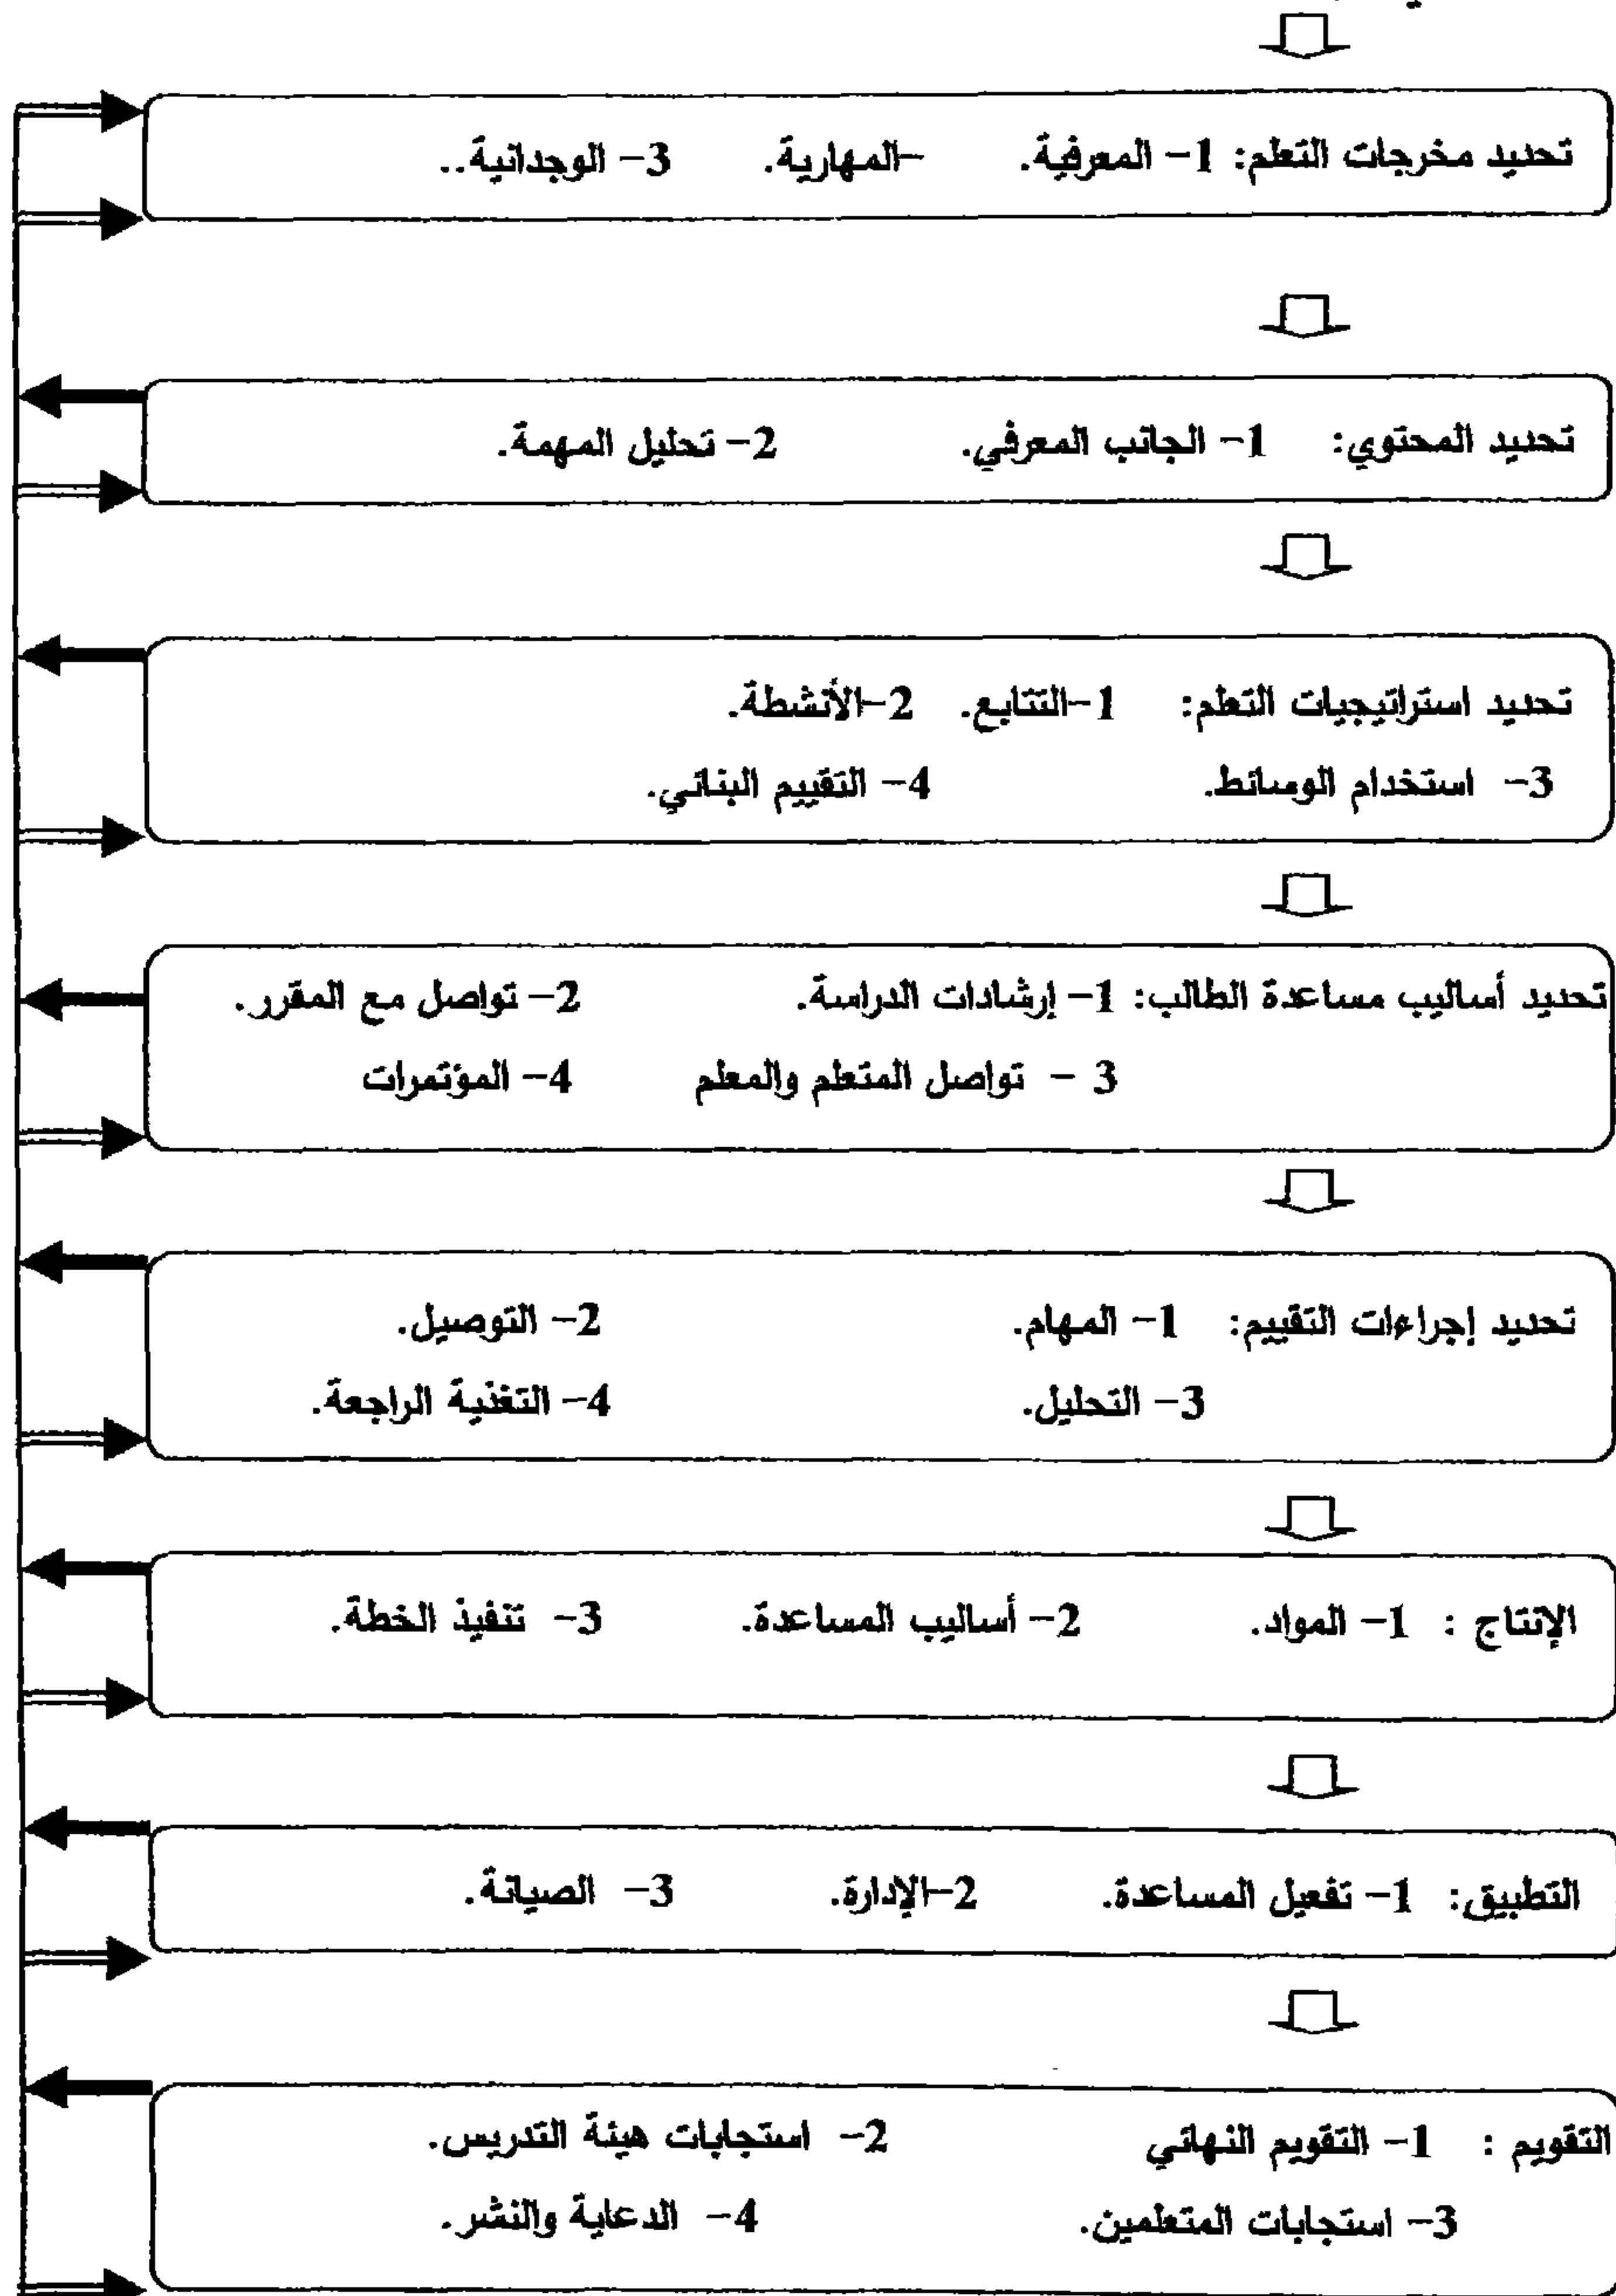 تحديد مخرجات التعلم: 1- المعرفية. -المهارية. 3- الوجدانية..
تحديد المحتوي: 1- الجانب المعرفي. 2- تحليل المهمة.
تحديد استراتيجيات التعلم: 1-التتابع. 2-الأنشطة.
3- استخدام الوسائط. 4- التقييم البنائي.
تحديد أساليب مساعدة الطالب: 1- إرشادات الدراسة. 2- تواصل مع المقرر.
3 - تواصل المتعلم والمعلم 4- المؤتمرات
تحديد إجراءات التقييم: 1- المهام. 2- التوصيل.
3- التحليل. 4- التغذية الراجعة.
الإنتاج : 1- المواد. 2- أساليب المساعدة. 3- تنفيذ الخطة.
التطبيق: 1- تفعيل المساعدة. 2-الإدارة. 3- الصيانة.
التقويم : 1- التقويم النهائي 2- استجابات هيئة التدريس.
3- استجابات المتعلمين. 4- الدعاية والنشر.